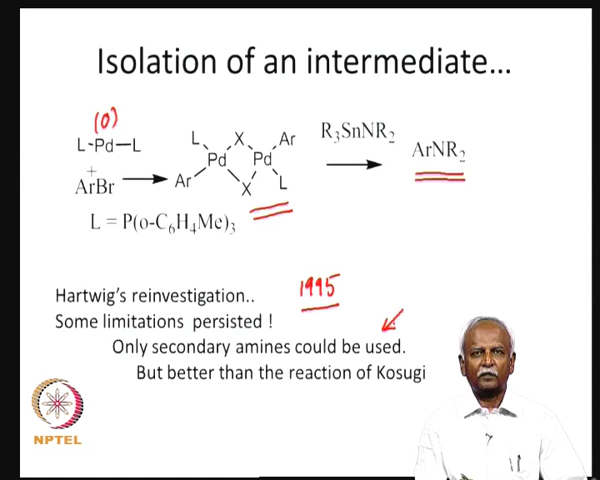 Isolation of an intermediate...
(0)
L-Pd-L
+
ArBr
L X Ar
Pd Pd
Ar X L
R₃SnNR₂
ArNR₂
L = P(o-C₆H₄Me)₃
Hartwig's reinvestigation..
1995
Some limitations persisted !
Only secondary amines could be used.
But better than the reaction of Kosugi
NPTEL